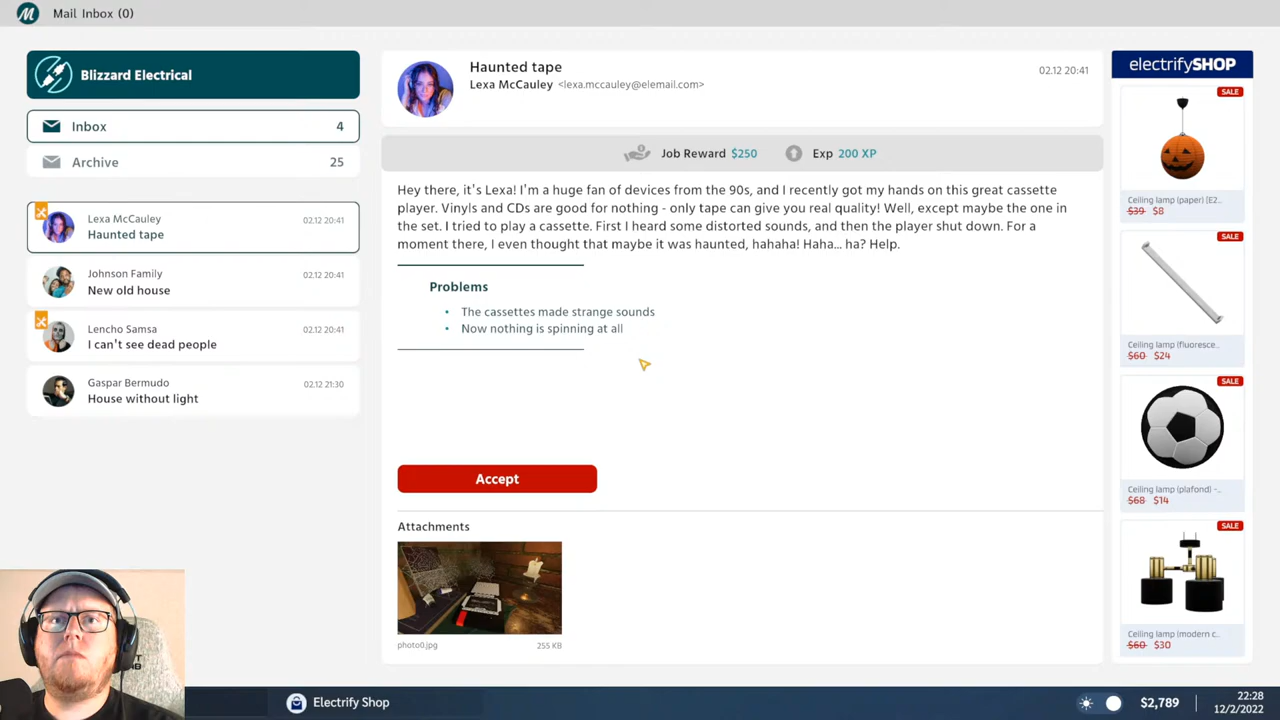 Mail Inbox (0)
Blizzard Electrical
Inbox 4
Archive 25
Lexa McCauley 02.12 20:41
Haunted tape
Johnson Family 02.12 20:41
New old house
Lencho Samsa 02.12 20:41
I can't see dead people
Gaspar Bermudo 02.12 21:30
House without light
Haunted tape 02.12 20:41
Lexa McCauley <lexa.mccauley@elemail.com>
Job Reward $250 Exp 200 XP
Hey there, it's Lexa! I'm a huge fan of devices from the 90s, and I recently got my hands on this great cassette
player. Vinyls and CDs are good for nothing - only tape can give you real quality! Well, except maybe the one in
the set. I tried to play a cassette. First I heard some distorted sounds, and then the player shut down. For a
moment there, I even thought that maybe it was haunted, hahaha! Haha... ha? Help.
Problems
• The cassettes made strange sounds
• Now nothing is spinning at all
Accept
Attachments
photo0.jpg 255 KB
electrifySHOP
SALE
Ceiling lamp (paper) (E2...
$39 $8
SALE
Ceiling lamp (fluoresce...
$60 $24
SALE
Ceiling lamp (plafond) -...
$68 $14
SALE
Ceiling lamp (modern c...
$60 $30
Electrify Shop
$2,789
22:28
12/2/2022